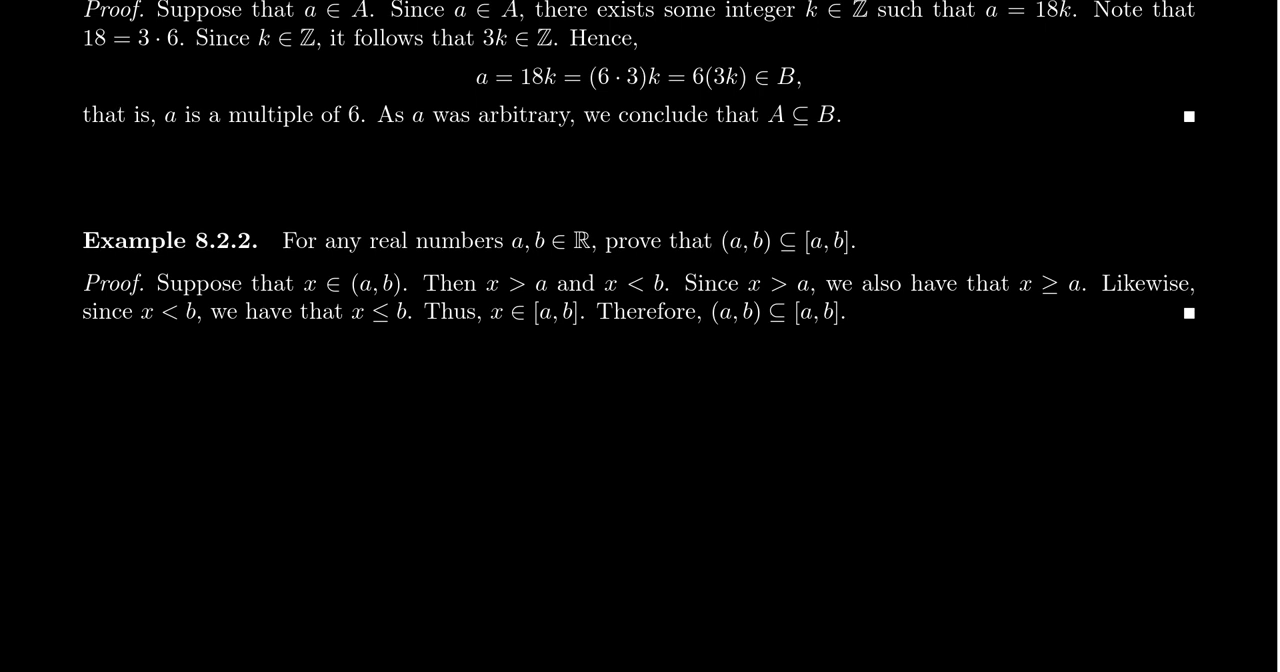 Proof. Suppose that a ∈ A. Since a ∈ A, there exists some integer k ∈ ℤ such that a = 18k. Note that
18 = 3 · 6. Since k ∈ ℤ, it follows that 3k ∈ ℤ. Hence,
a = 18k = (6 · 3)k = 6(3k) ∈ B,
that is, a is a multiple of 6. As a was arbitrary, we conclude that A ⊆ B. ■
Example 8.2.2. For any real numbers a, b ∈ ℝ, prove that (a, b) ⊆ [a, b].
Proof. Suppose that x ∈ (a, b). Then x > a and x < b. Since x > a, we also have that x ≥ a. Likewise,
since x < b, we have that x ≤ b. Thus, x ∈ [a, b]. Therefore, (a, b) ⊆ [a, b]. ■